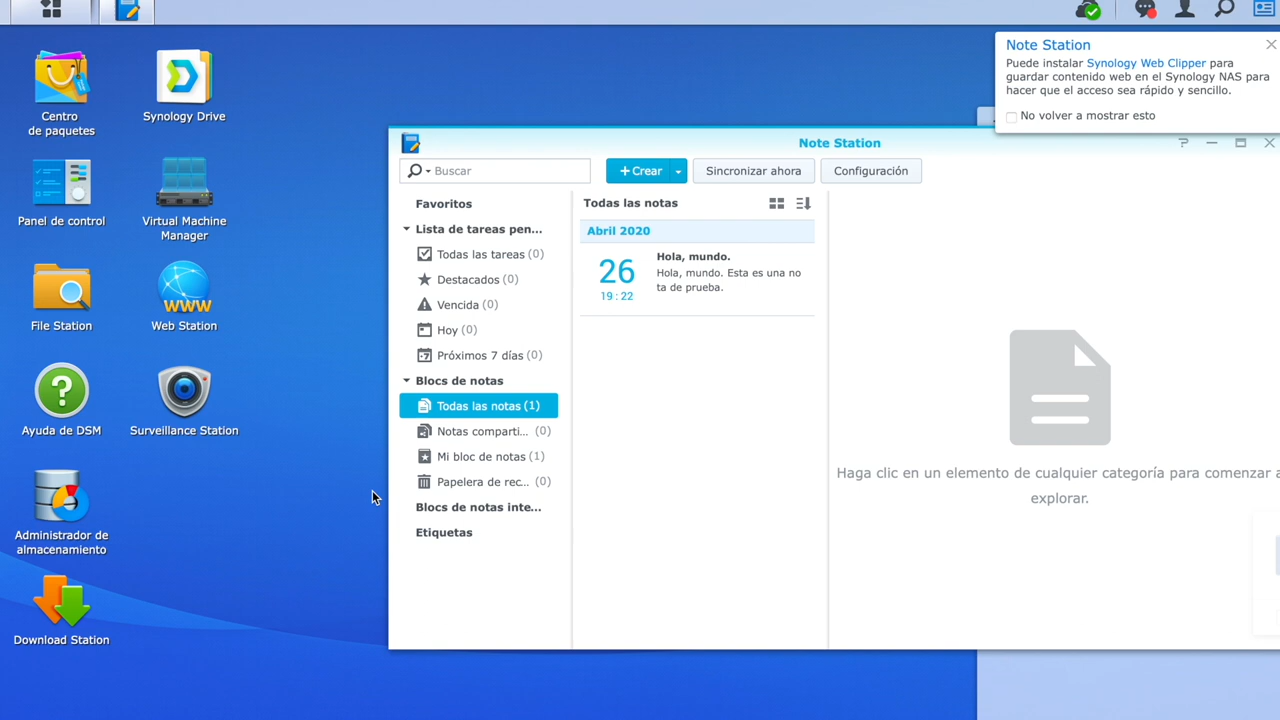 Centro
de paquetes
Synology Drive
Panel de control
Virtual Machine
Manager
File Station
WWW
Web Station
?
Ayuda de DSM
Surveillance Station
Administrador de
almacenamiento
Download Station
Note Station
Puede instalar Synology Web Clipper para
guardar contenido web en el Synology NAS para
hacer que el acceso sea rápido y sencillo.
No volver a mostrar esto
Note Station
Buscar
+ Crear
Sincronizar ahora
Configuración
Favoritos
Lista de tareas pen...
Todas las tareas (0)
Destacados (0)
Vencida (0)
Hoy (0)
Próximos 7 días (0)
Blocs de notas
Todas las notas (1)
Notas comparti... (0)
Mi bloc de notas (1)
Papelera de rec... (0)
Blocs de notas inte...
Etiquetas
Todas las notas
Abril 2020
26
19 : 22
Hola, mundo.
Hola, mundo. Esta es una no
ta de prueba.
Haga clic en un elemento de cualquier categoría para comenzar a
explorar.